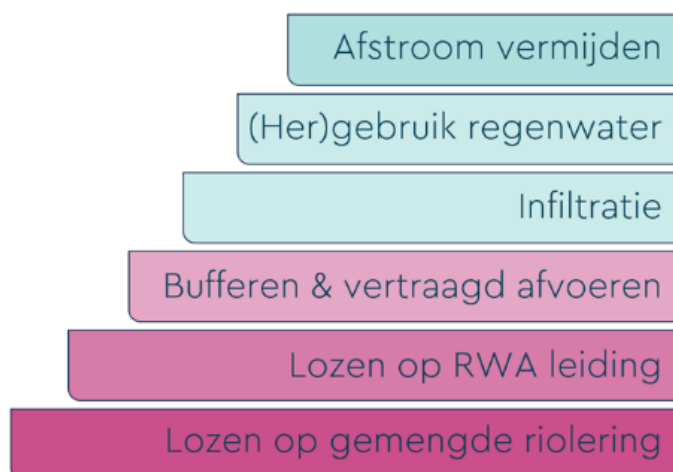 Afstroom vermijden
(Her)gebruik regenwater
Infiltratie
Bufferen & vertraagd afvoeren
Lozen op RWA leiding
Lozen op gemengde riolering